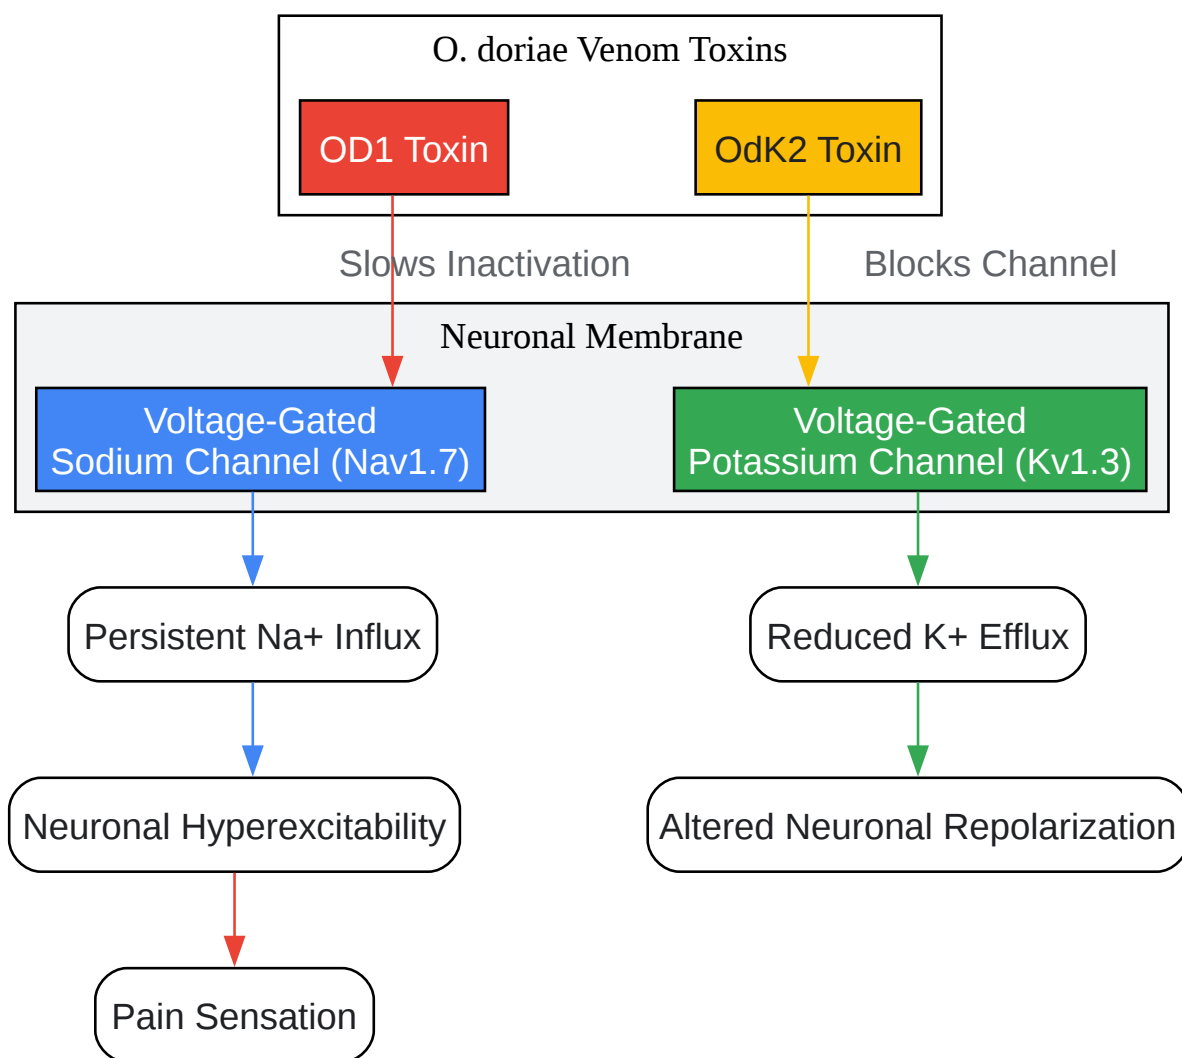 O. doriae Venom Toxins
OD1 Toxin
OdK2 Toxin
Slows Inactivation
Blocks Channel
Neuronal Membrane
Voltage-Gated
Sodium Channel (Nav1.7)
Voltage-Gated
Potassium Channel (Kv1.3)
Persistent Na+ Influx
Reduced K+ Efflux
Neuronal Hyperexcitability
Altered Neuronal Repolarization
Pain Sensation